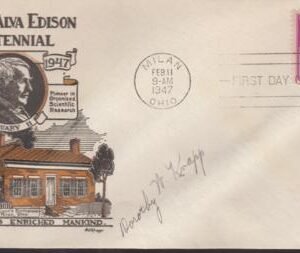 ALVA EDISON
TENNIAL
1947
Pioneer in
Organized
Scientific
Research
MILAN
FEB 11
9-AM
1947
OHIO
FIRST DAY O
Dorothy W Knapp
ENRICHED MANKIND...